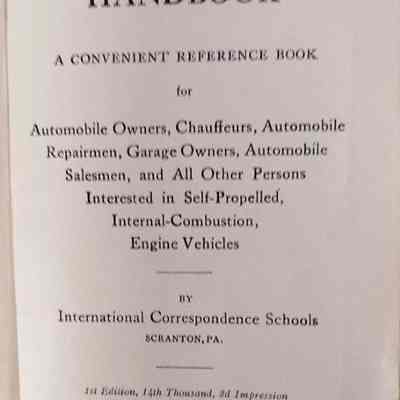 HANDBOOK
A CONVENIENT REFERENCE BOOK
for
Automobile Owners, Chauffeurs, Automobile
Repairmen, Garage Owners, Automobile
Salesmen, and All Other Persons
Interested in Self-Propelled,
Internal-Combustion,
Engine Vehicles
BY
International Correspondence Schools
SCRANTON, PA.
1st Edition, 14th Thousand, 2d Impression